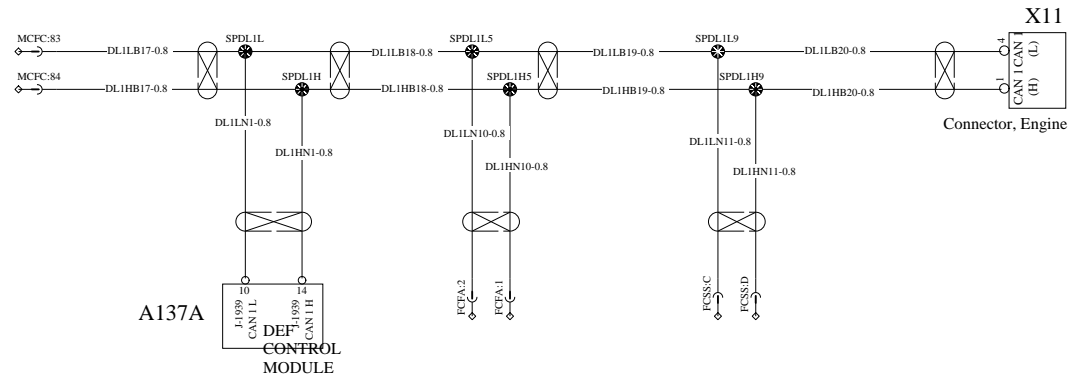 X11
MCFC:83
SPDL1L
SPDL1L5
SPDL1L9
DL1LB17-0.8
DL1LB18-0.8
DL1LB19-0.8
DL1LB20-0.8
4
CAN 1
(L)
MCFC:84
SPDL1H
SPDL1H5
SPDL1H9
DL1HB17-0.8
DL1HB18-0.8
DL1HB19-0.8
DL1HB20-0.8
1
CAN 1
(H)
Connector, Engine
DL1LN1-0.8
DL1HN1-0.8
DL1LN10-0.8
DL1HN10-0.8
DL1LN11-0.8
DL1HN11-0.8
10
14
A137A
J-1939
CAN 1 L
J-1939
CAN 1 H
DEF
CONTROL
MODULE
FCFA:2
FCFA:1
FCSS:C
FCSS:D